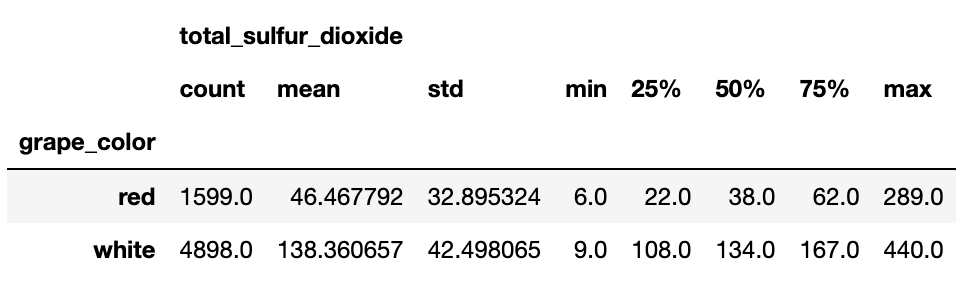 total_sulfur_dioxide
count mean std min 25% 50% 75% max
grape_color
red 1599.0 46.467792 32.895324 6.0 22.0 38.0 62.0 289.0
white 4898.0 138.360657 42.498065 9.0 108.0 134.0 167.0 440.0